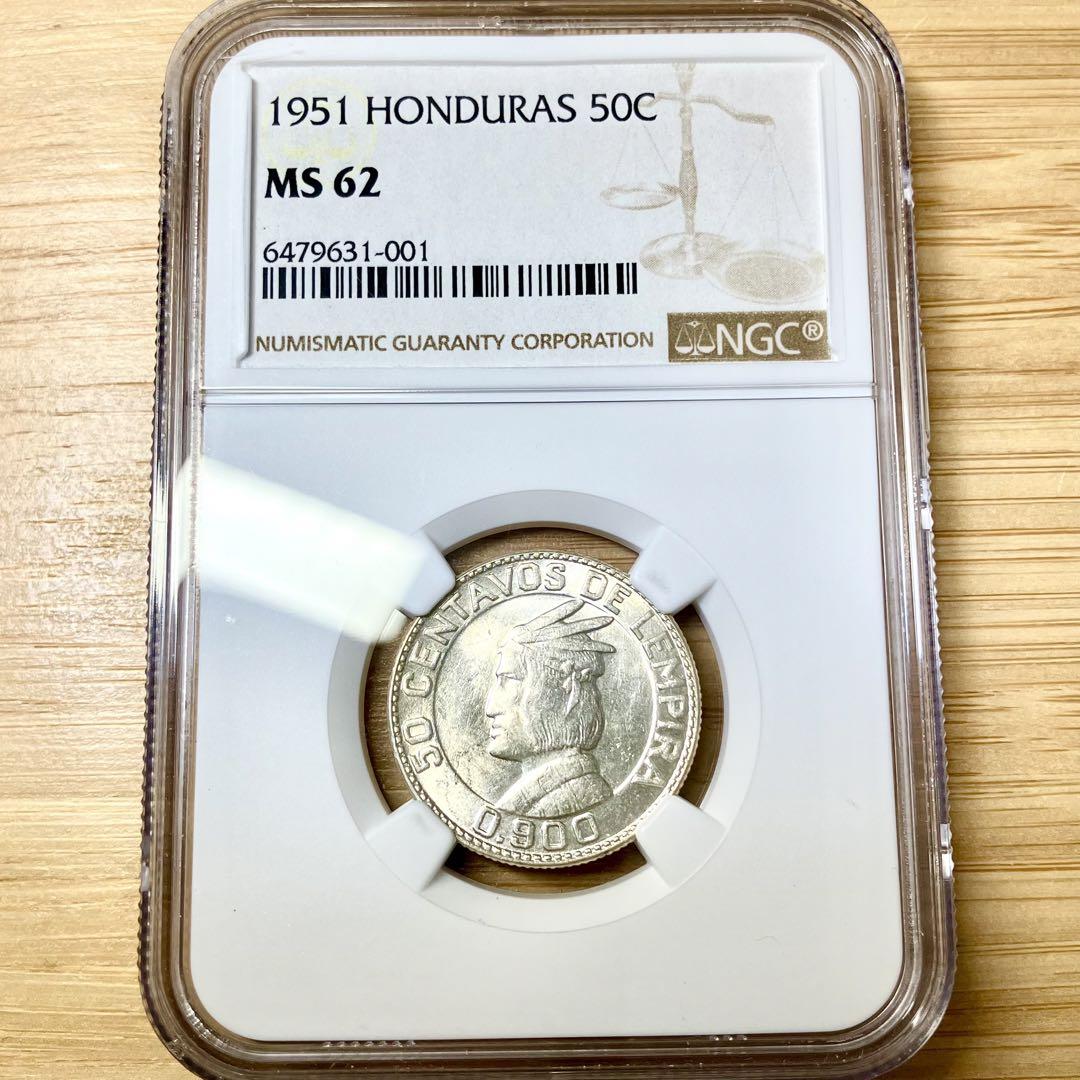 1951 HONDURAS 50C
MS 62
6479631-001
NUMISMATIC GUARANTY CORPORATION NGC®
50 CENTAVOS DE LEMPIRA
0.900